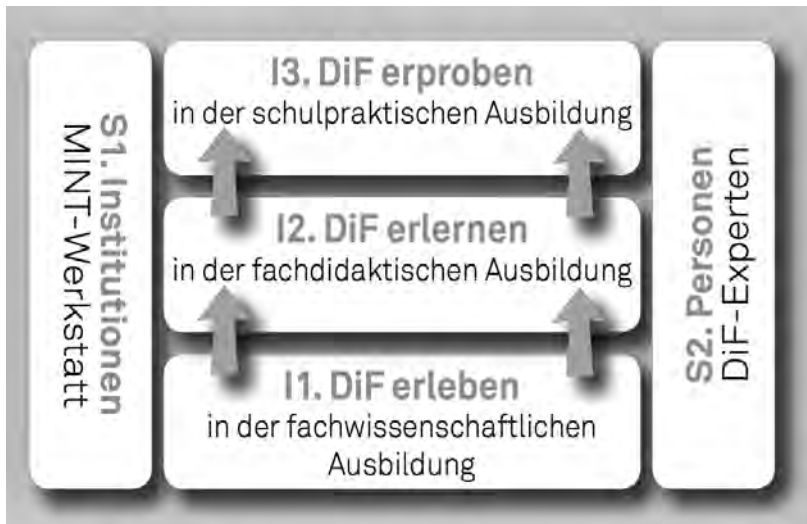 S1. Institutionen
MINT-Werkstatt
I3. DiF erproben
in der schulpraktischen Ausbildung
I2. DiF erlernen
in der fachdidaktischen Ausbildung
I1. DiF erleben
in der fachwissenschaftlichen
Ausbildung
S2. Personen
DiF-Experten